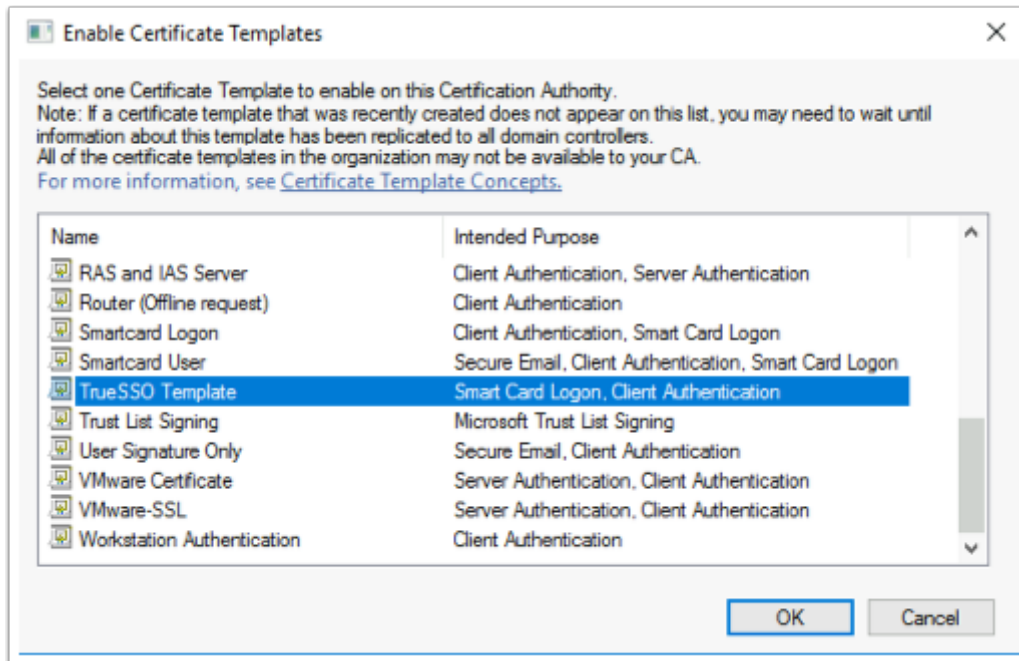 Enable Certificate Templates
Select one Certificate Template to enable on this Certification Authority.
Note: If a certificate template that was recently created does not appear on this list, you may need to wait until
information about this template has been replicated to all domain controllers.
All of the certificate templates in the organization may not be available to your CA.
For more information, see Certificate Template Concepts.
Name Intended Purpose
RAS and IAS Server Client Authentication, Server Authentication
Router (Offline request) Client Authentication
Smartcard Logon Client Authentication, Smart Card Logon
Smartcard User Secure Email, Client Authentication, Smart Card Logon
TrueSSO Template Smart Card Logon, Client Authentication
Trust List Signing Microsoft Trust List Signing
User Signature Only Secure Email, Client Authentication
VMware Certificate Server Authentication, Client Authentication
VMware-SSL Server Authentication, Client Authentication
Workstation Authentication Client Authentication
OK Cancel